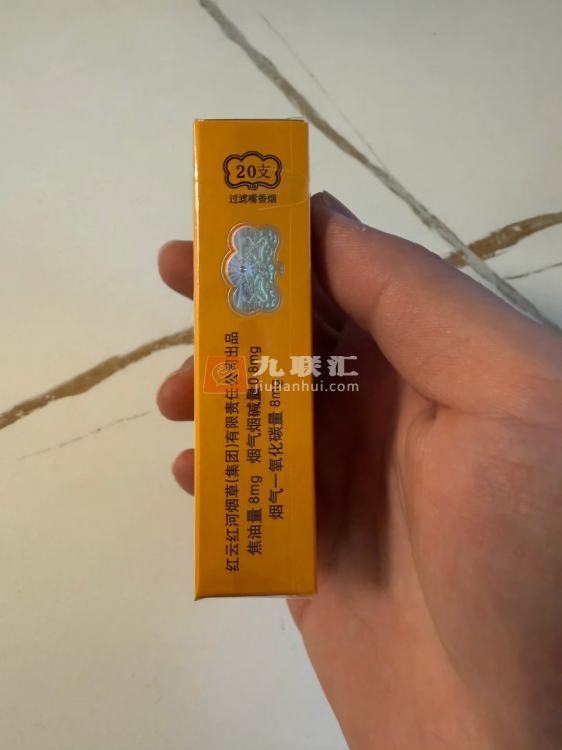 20支
过滤嘴香烟
红云红河烟草(集团)有限责任公司出品
焦油量 8mg 烟气烟碱量0.8mg
烟气一氧化碳量 8mg
九联汇
jiulianhui.com